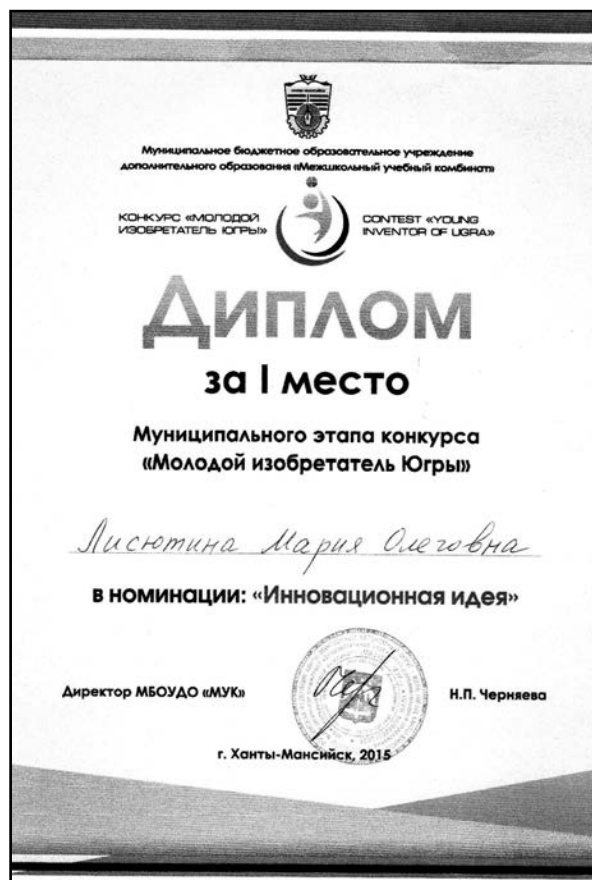 Муниципальное бюджетное образовательное учреждение
дополнительного образования «Межшкольный учебный комбинат»
КОНКУРС «МОЛОДОЙ
ИЗОБРЕТАТЕЛЬ ЮГРЫ»
CONTEST «YOUNG
INVENTOR OF UGRA»
Диплом
за I место
Муниципального этапа конкурса
«Молодой изобретатель Югры»
Лисютина Мария Олеговна
в номинации: «Инновационная идея»
Директор МБОУДО «МУК»
Н.П. Черняева
г. Ханты-Мансийск, 2015